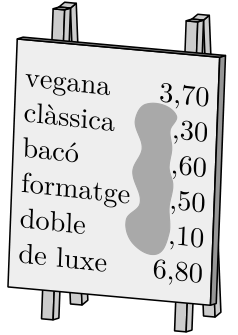 vegana 3,70
clàssica ,30
bacó ,60
formatge ,50
doble ,10
de luxe 6,80